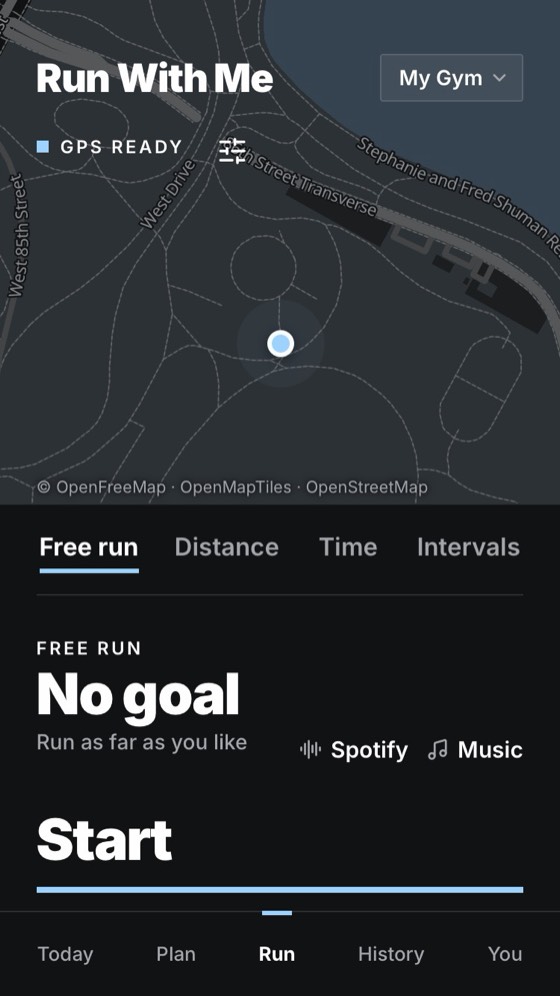 Run With Me
My Gym
GPS READY
Street Transverse
Stephanie and Fred Shuman
West Drive
West 85th Street
© OpenFreeMap · OpenMapTiles · OpenStreetMap
Free run Distance Time Intervals
FREE RUN
No goal
Run as far as you like
Spotify Music
Start
Today Plan Run History You